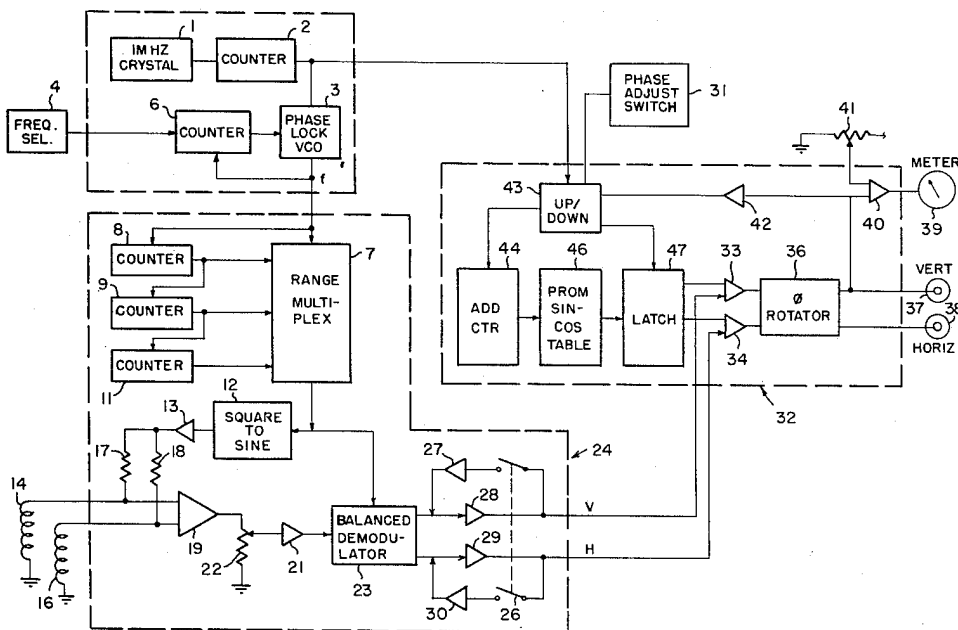 1
1M HZ
CRYSTAL
2
COUNTER
4
FREQ.
SEL.
6
COUNTER
3
PHASE
LOCK
VCO
f
PHASE
ADJUST
SWITCH
31
41
METER
39
40
42
43
UP/
DOWN
8
COUNTER
9
COUNTER
COUNTER
11
RANGE
MULTI-
PLEX
7
44
ADD
CTR
46
PROM
SIN-
COS
TABLE
47
LATCH
33
34
36
Ø
ROTATOR
VERT
37
38
HORIZ
32
12
SQUARE
TO
SINE
13
17
18
14
16
19
22
21
BALANCED
DEMODU-
LATOR
23
27
28
29
30
26
24
V
H